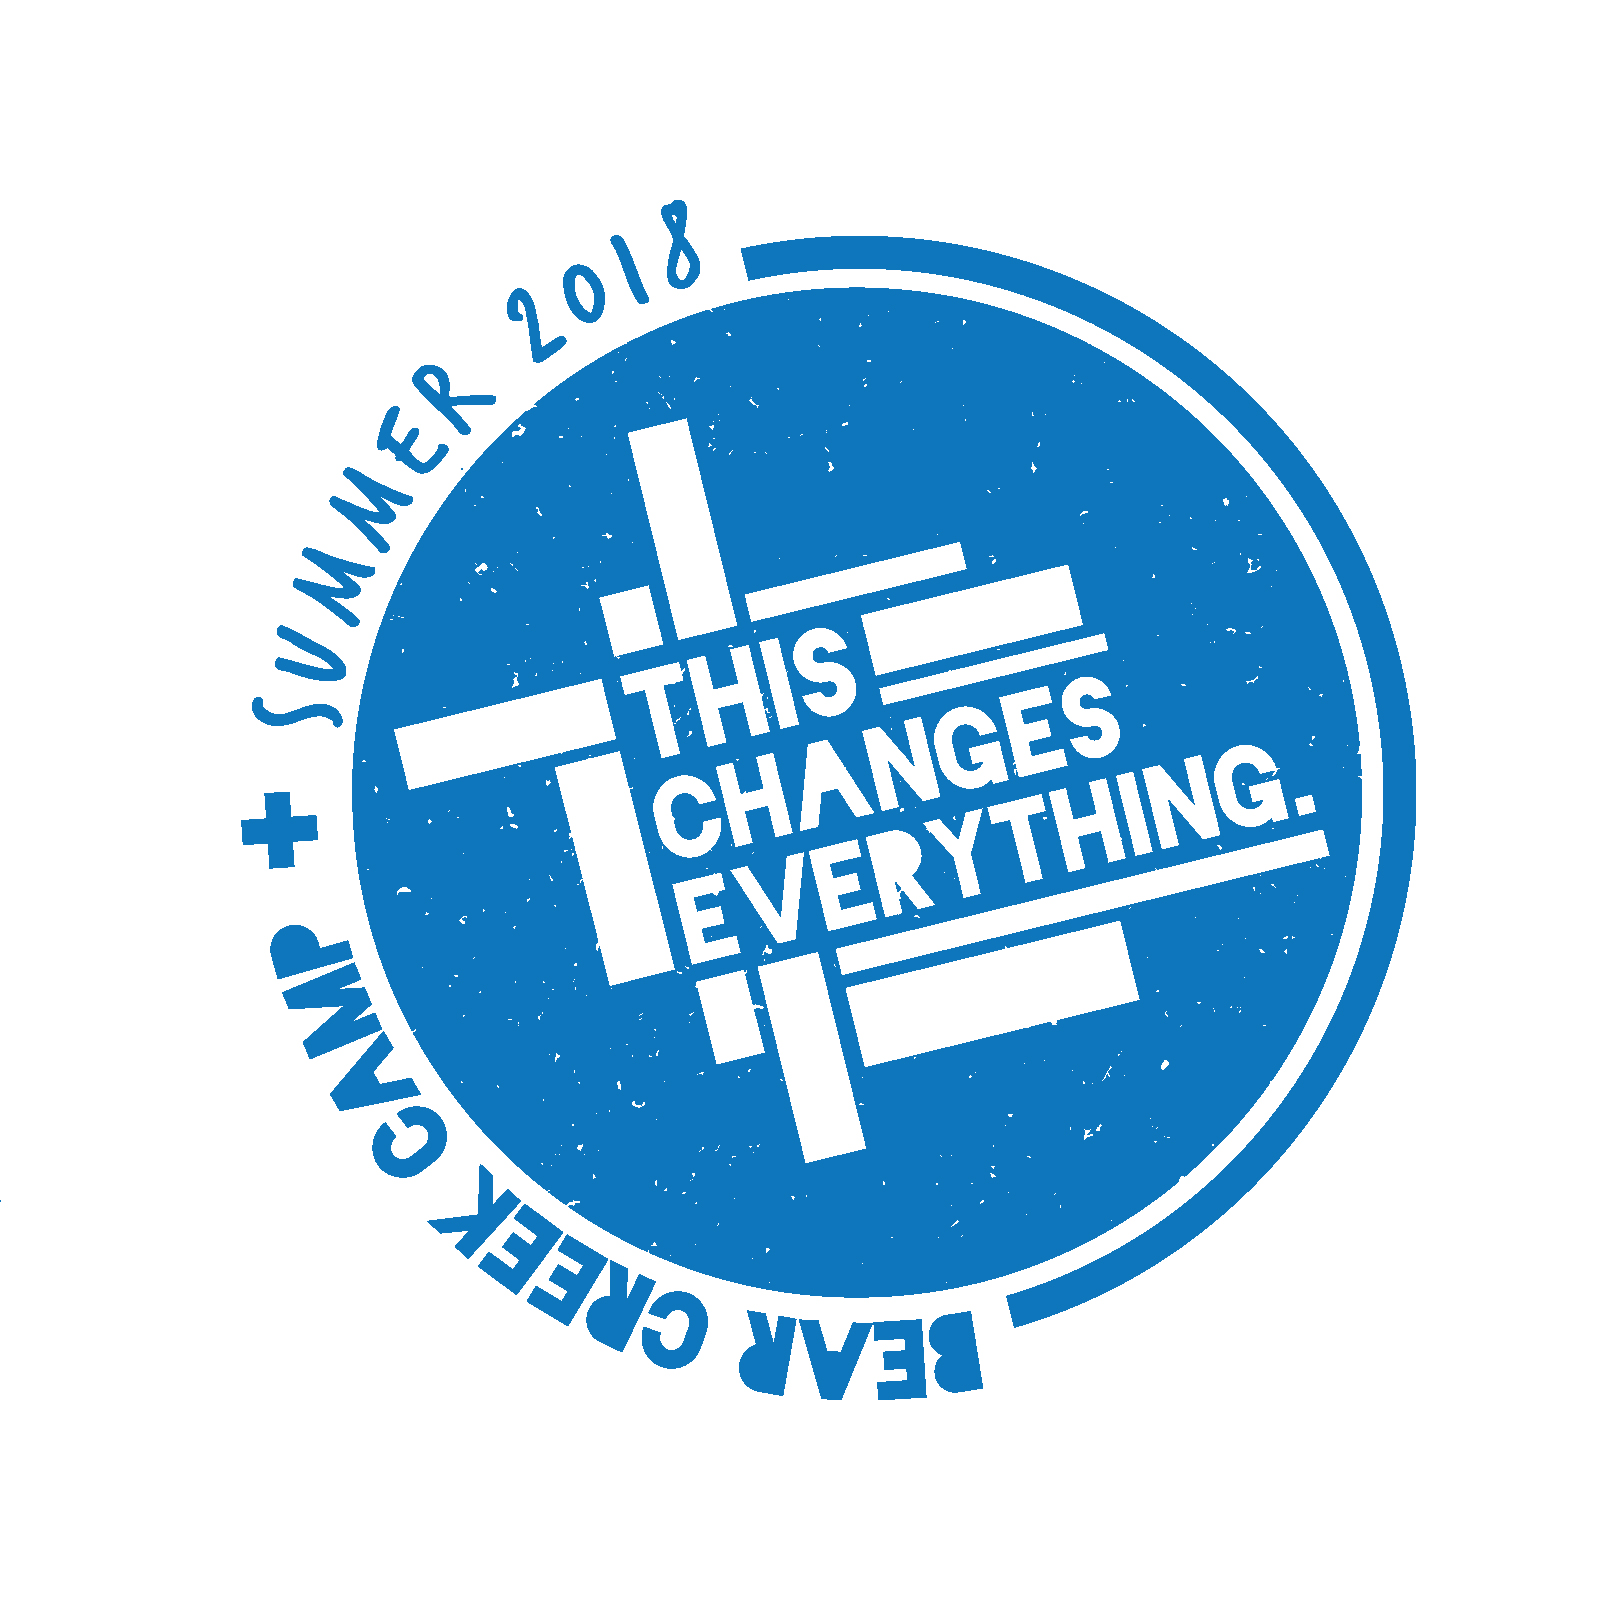 THIS
CHANGES
EVERYTHING.
BEAR CREEK CAMP + SUMMER 2018